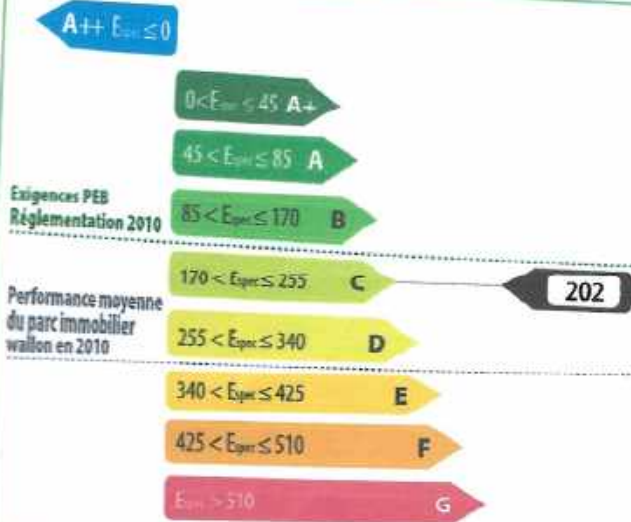 A++ Espec ≤ 0
0 < Espec ≤ 45 A+
45 < Espec ≤ 85 A
Exigences PEB
Réglementation 2010
85 < Espec ≤ 170 B
170 < Espec ≤ 255 C
202
Performance moyenne
du parc immobilier
wallon en 2010
255 < Espec ≤ 340 D
340 < Espec ≤ 425 E
425 < Espec ≤ 510 F
Espec > 510 G